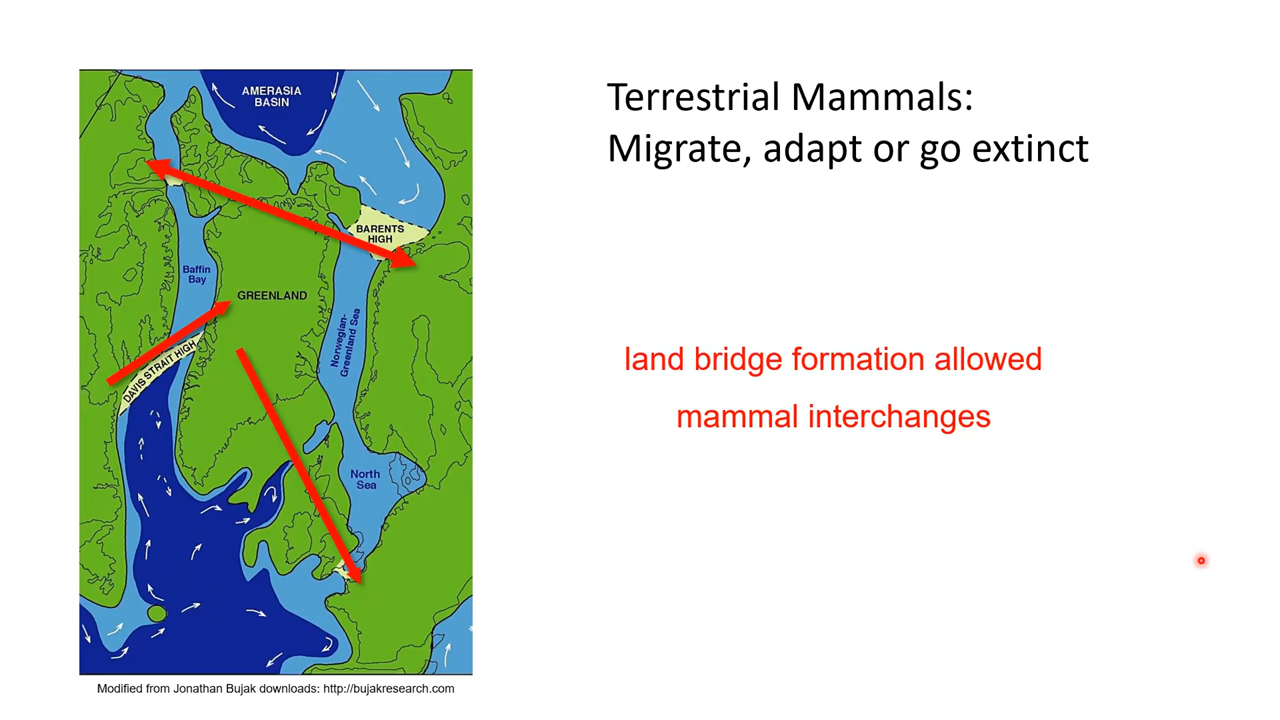 AMERASIA
BASIN
Terrestrial Mammals:
Migrate, adapt or go extinct
BARENTS
HIGH
Baffin
Bay
GREENLAND
Norwegian-
Greenland Sea
DAVIS STRAIT HIGH
land bridge formation allowed
mammal interchanges
North
Sea
Modified from Jonathan Bujak downloads: http://bujakresearch.com